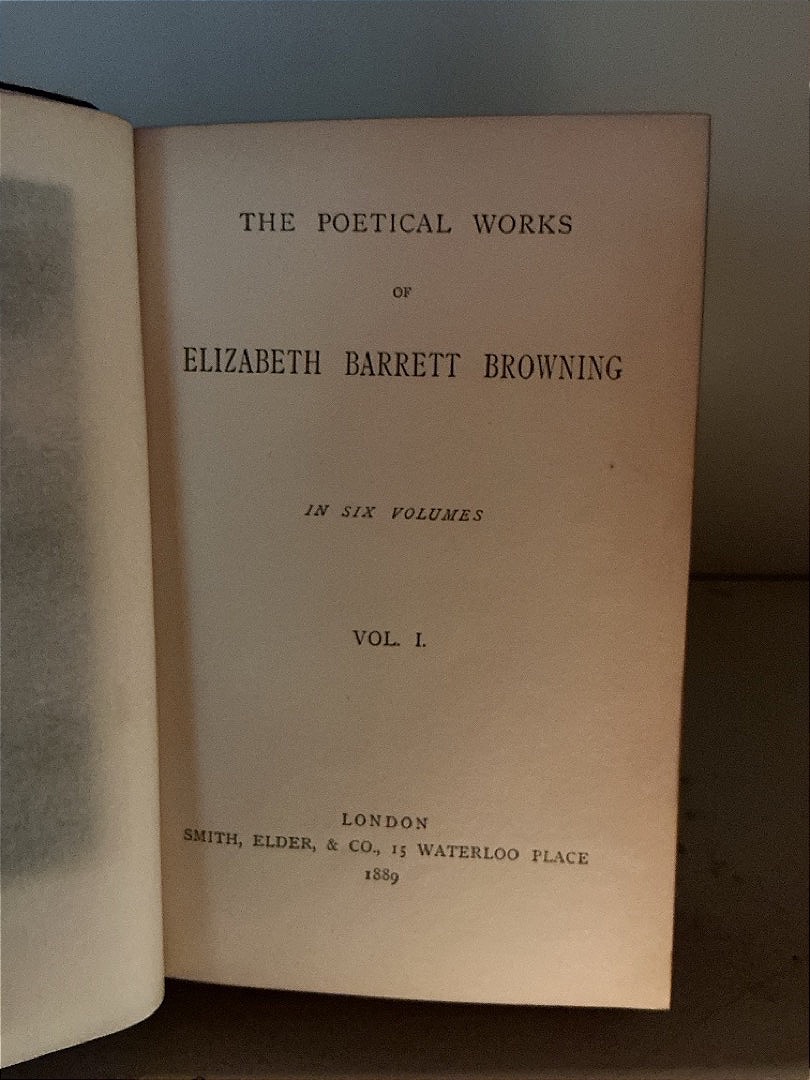 THE POETICAL WORKS
OF
ELIZABETH BARRETT BROWNING
IN SIX VOLUMES
VOL. I.
LONDON
SMITH, ELDER, & CO., 15 WATERLOO PLACE
1889